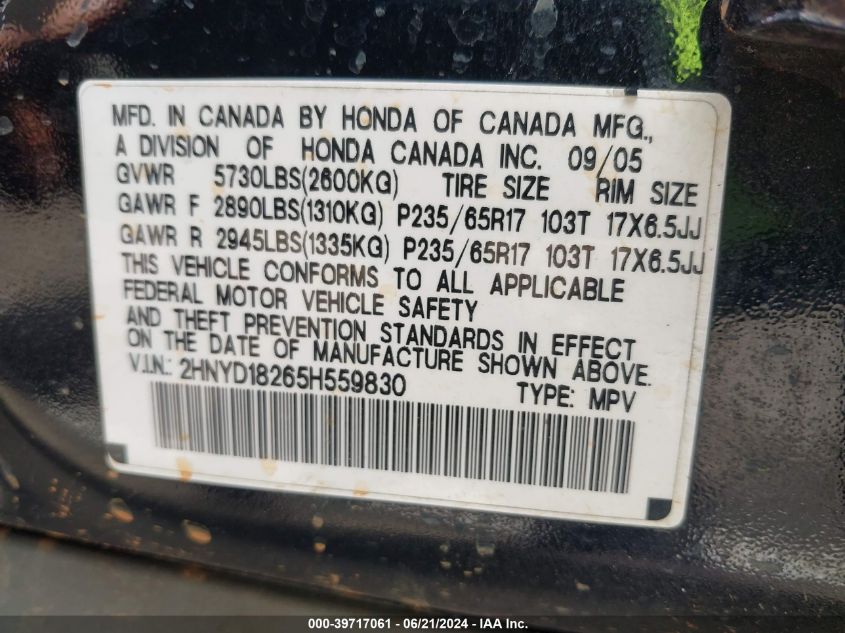 MFD. IN CANADA BY HONDA OF CANADA MFG.,
A DIVISION OF HONDA CANADA INC. 09/05
GVWR 5730LBS(2600KG) TIRE SIZE RIM SIZE
GAWR F 2890LBS(1310KG) P235/65R17 103T 17X6.5JJ
GAWR R 2945LBS(1335KG) P235/65R17 103T 17X6.5JJ
THIS VEHICLE CONFORMS TO ALL APPLICABLE
FEDERAL MOTOR VEHICLE SAFETY
AND THEFT PREVENTION STANDARDS IN EFFECT
ON THE DATE OF MANUFACTURE SHOWN ABOVE.
V.I.N.: 2HNYD18265H559830 TYPE: MPV
000-39717061 - 06/21/2024 - IAA Inc.